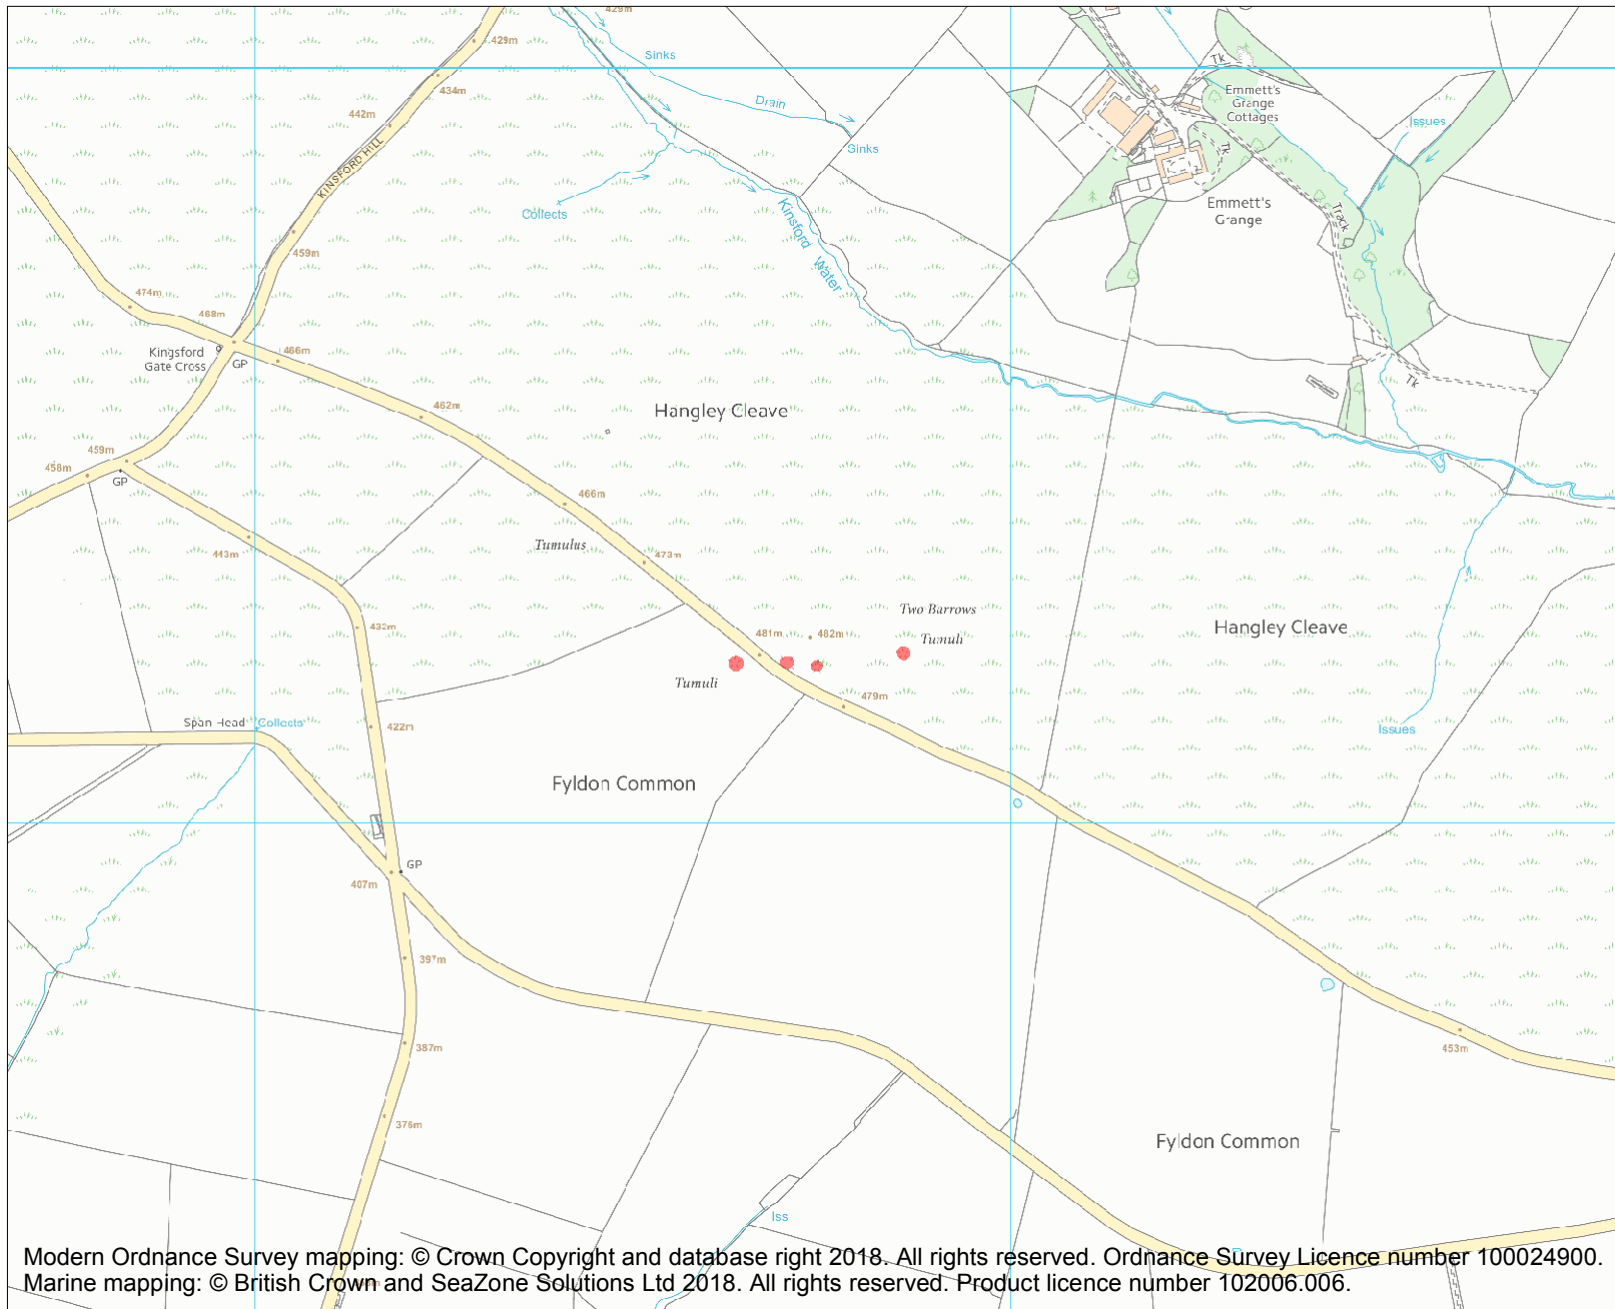 429m
429m
Sinks
Tk
434m
Emmett's
Grange
Cottages
Drain
442m
Issues
Sinks
Tk
KINSFORD HILL
Collects
Kinsford
Water
Emmett's
Grange
Track
459m
474m
468m
Kingsford
Gate Cross
GP
466m
Tk
462m
Hangley Cleave
459m
458m
GP
466m
443m
Tumulus
473m
Two Barrows
432m
481m
482m
Tumuli
Hangley Cleave
Tumuli
479m
Span Head
Collects
422m
Issues
Fyldon Common
GP
407m
397m
387m
453m
376m
Fyldon Common
Iss
Modern Ordnance Survey mapping: © Crown Copyright and database right 2018. All rights reserved. Ordnance Survey Licence number 100024900.
Marine mapping: © British Crown and SeaZone Solutions Ltd 2018. All rights reserved. Product licence number 102006.006.